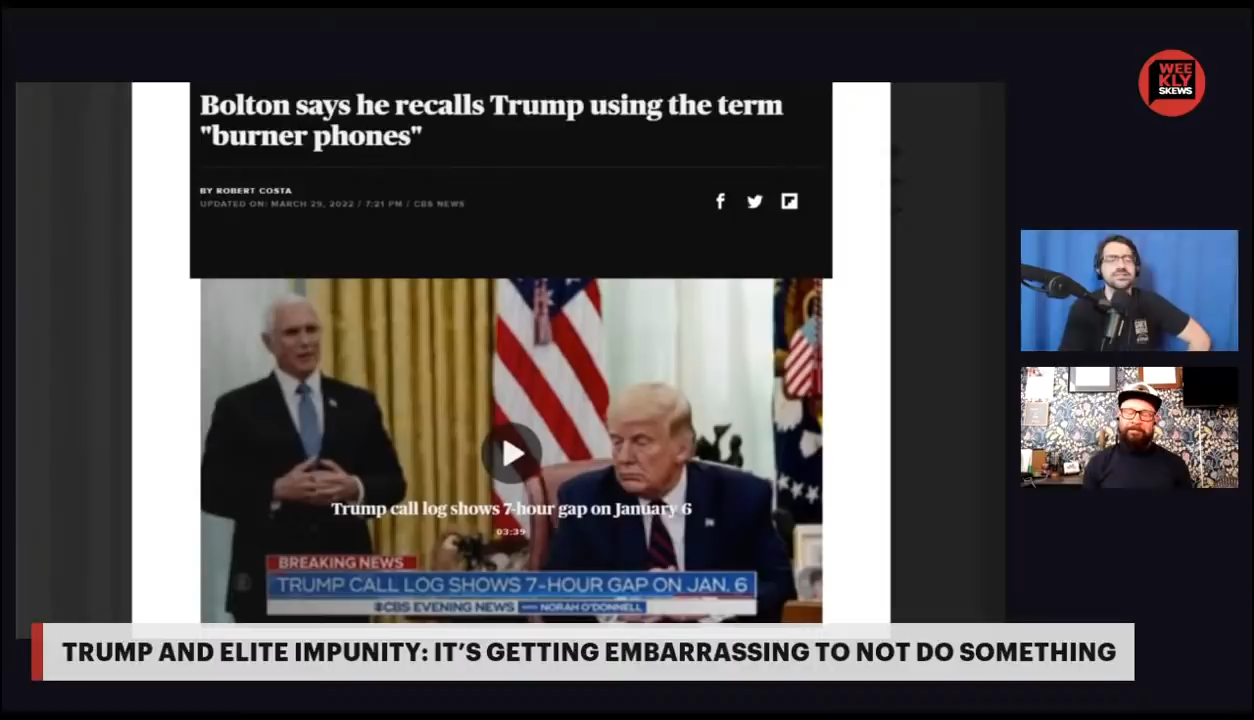 WEE
KLY
SKEWS
Bolton says he recalls Trump using the term
"burner phones"
BY ROBERT COSTA
UPDATED ON: MARCH 29, 2022 / 7:21 PM / CBS NEWS
Trump call log shows 7-hour gap on January 6
03:39
BREAKING NEWS
TRUMP CALL LOG SHOWS 7-HOUR GAP ON JAN. 6
CBS EVENING NEWS WITH NORAH O'DONNELL
TRUMP AND ELITE IMPUNITY: IT'S GETTING EMBARRASSING TO NOT DO SOMETHING